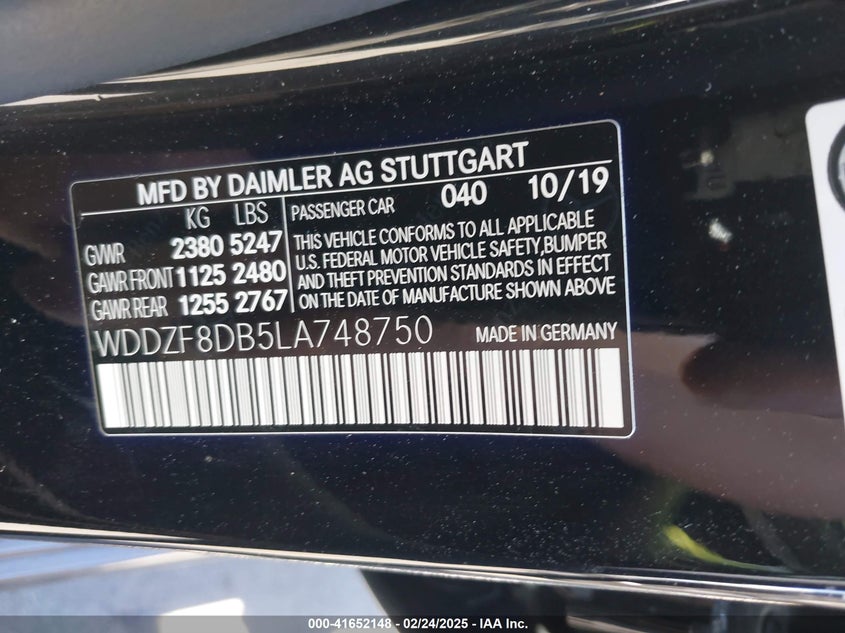 MFD BY DAIMLER AG STUTTGART
KG LBS
GVWR 2380 5247
GAWR FRONT 1125 2480
GAWR REAR 1255 2767
PASSENGER CAR 040 10/19
THIS VEHICLE CONFORMS TO ALL APPLICABLE
U.S. FEDERAL MOTOR VEHICLE SAFETY,BUMPER
AND THEFT PREVENTION STANDARDS IN EFFECT
ON THE DATE OF MANUFACTURE SHOWN ABOVE
WDDZF8DB5LA748750 MADE IN GERMANY
000-41652148 - 02/24/2025 - IAA Inc.